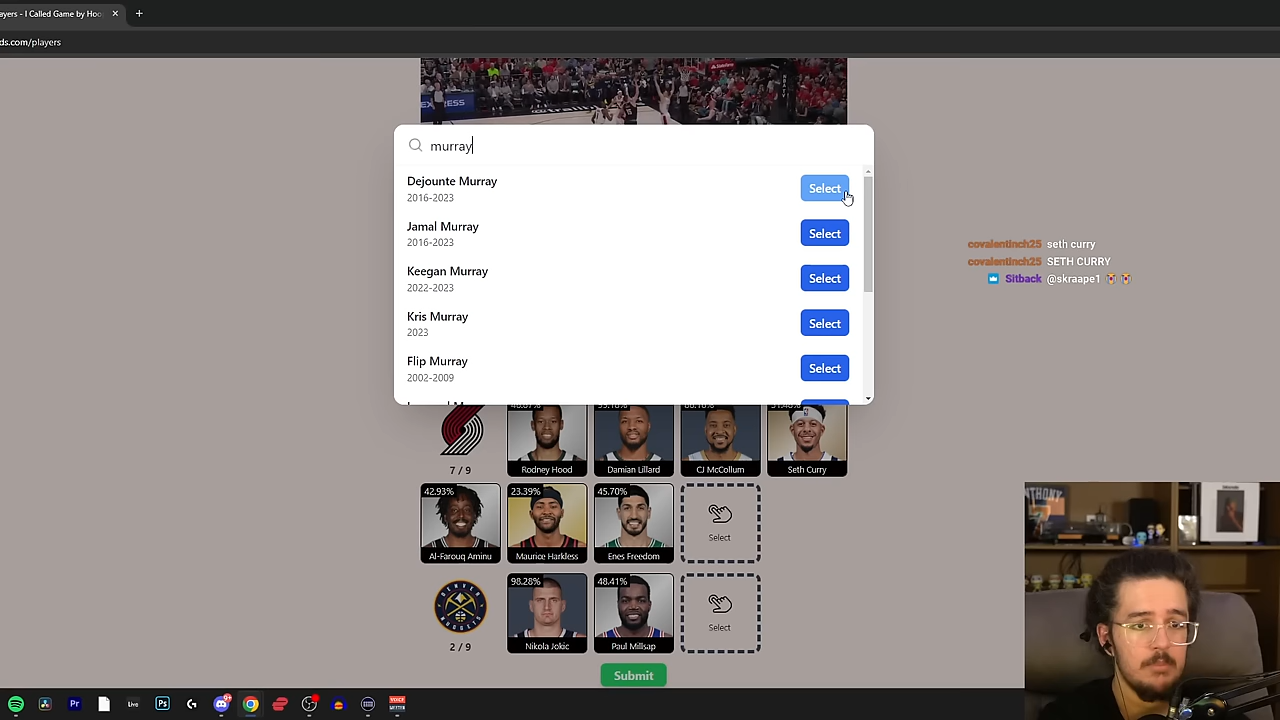 ayers - I Called Game by Hoo
ds.com/players
murray
Dejounte Murray
2016-2023
Select
Jamal Murray
2016-2023
Select
Keegan Murray
2022-2023
Select
Kris Murray
2023
Select
Flip Murray
2002-2009
Select
covalentinch25 seth curry
covalentinch25 SETH CURRY
Sitback @skraape1
7 / 9
Rodney Hood
Damian Lillard
CJ McCollum
Seth Curry
42.93%
23.39%
45.70%
Al-Farouq Aminu
Maurice Harkless
Enes Freedom
Select
98.28%
48.41%
2 / 9
Nikola Jokic
Paul Millsap
Select
Submit